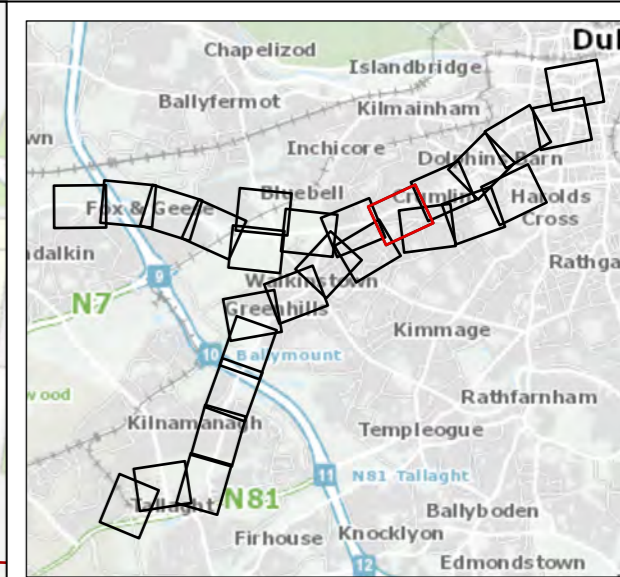 Dul
Chapelizod
Islandbridge
Ballyfermot
Kilmainham
wn
Inchicore
Dolphins Barn
Bluebell
Crumlin
Harolds
Cross
Fox & Geese
ndalkin
Rathga
9
Walkinstown
N7
Greenhills
Kimmage
10
Ballymount
wood
Rathfarnham
Kilnamanagh
Templeogue
11
N81 Tallaght
Tallaght
N81
Ballyboden
Firhouse
Knocklyon
12
Edmondstown